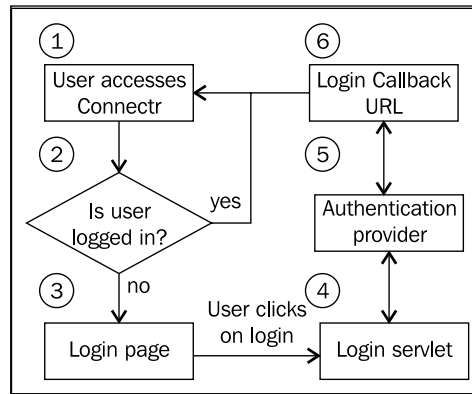 1
User accesses
Connectr
2
Is user
logged in?
yes
no
3
Login page
User clicks
on login
4
Login servlet
5
Authentication
provider
6
Login Callback
URL